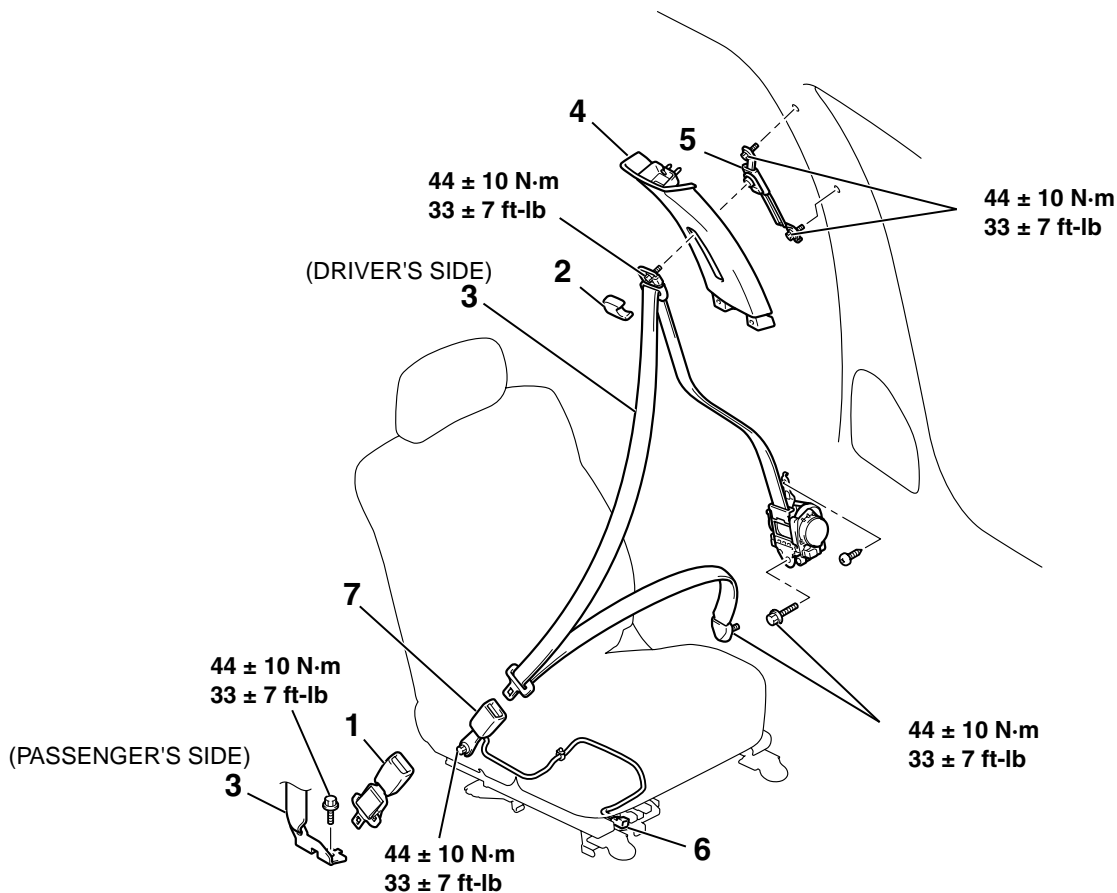 4
5
44 ± 10 N·m
33 ± 7 ft-lb
44 ± 10 N·m
33 ± 7 ft-lb
(DRIVER'S SIDE)
3
2
7
44 ± 10 N·m
33 ± 7 ft-lb
1
(PASSENGER'S SIDE)
3
44 ± 10 N·m
33 ± 7 ft-lb
6
44 ± 10 N·m
33 ± 7 ft-lb